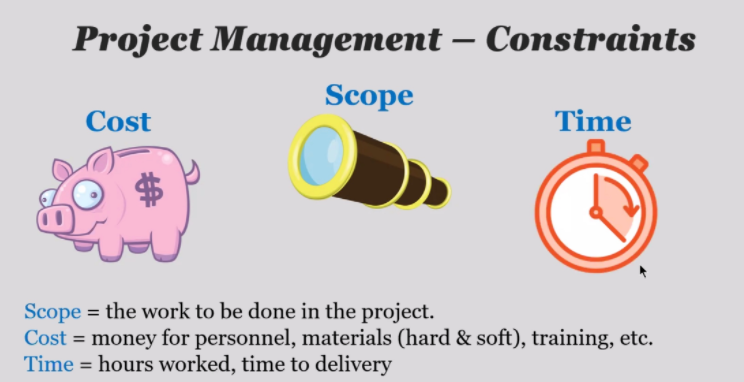 Project Management – Constraints
Scope
Cost
Time
$
Scope = the work to be done in the project.
Cost = money for personnel, materials (hard & soft), training, etc.
Time = hours worked, time to delivery